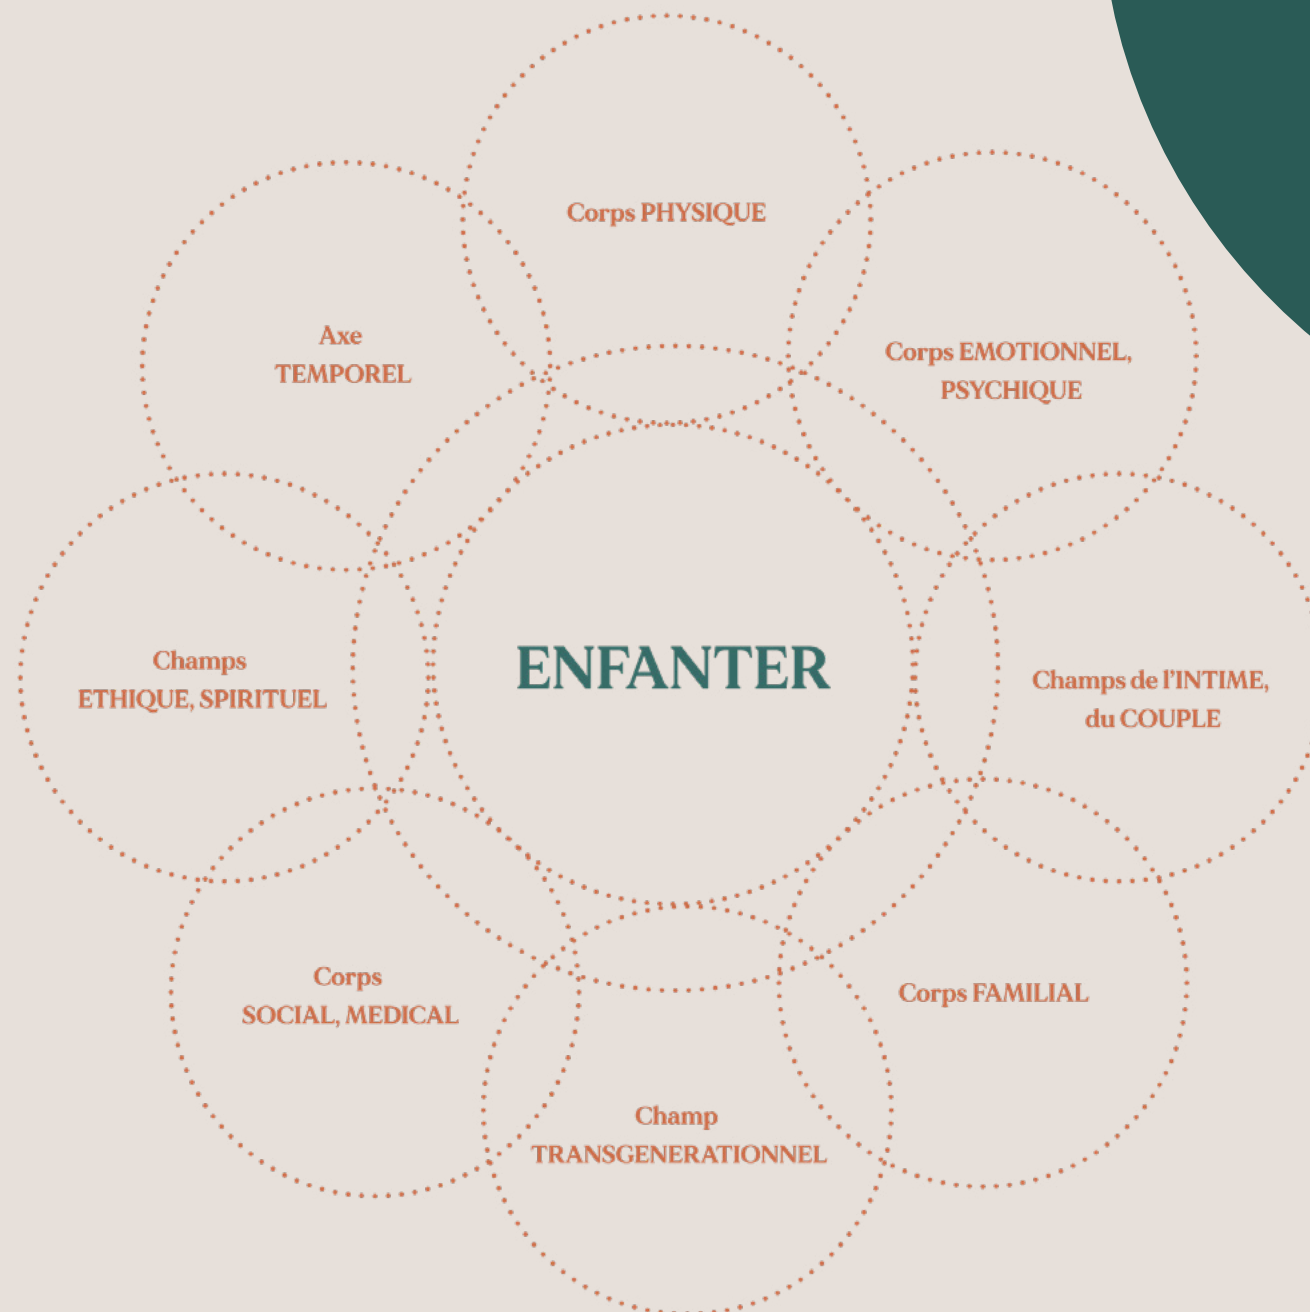 Corps PHYSIQUE
Axe
TEMPOREL
Corps EMOTIONNEL,
PSYCHIQUE
ENFANTER
Champs
ETHIQUE, SPIRITUEL
Champs de l'INTIME,
du COUPLE
Corps
SOCIAL, MEDICAL
Corps FAMILIAL
Champ
TRANSGENERATIONNEL